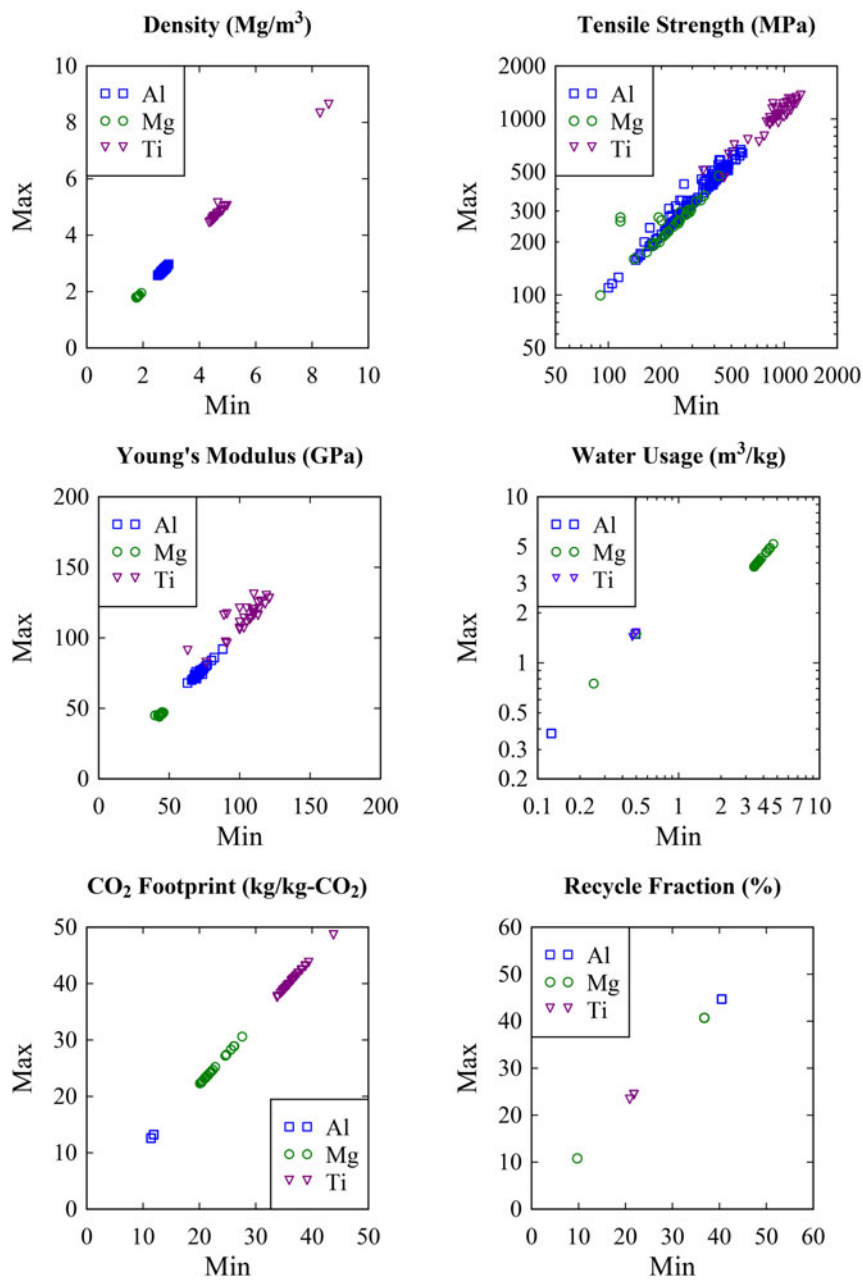 Density (Mg/m³)
Max
10
8
6
4
2
0
Al
Mg
Ti
0 2 4 6 8 10
Min
Tensile Strength (MPa)
Max
2000
1000
500
300
200
100
50
Al
Mg
Ti
50 100 200 500 1000 2000
Min
Young's Modulus (GPa)
Max
200
150
100
50
0
Al
Mg
Ti
0 50 100 150 200
Min
Water Usage (m³/kg)
Max
10
5
3
2
1
0.5
0.3
0.2
Al
Mg
Ti
0.1 0.2 0.5 1 2 3 4 5 7 10
Min
CO₂ Footprint (kg/kg-CO₂)
Max
50
40
30
20
10
0
Al
Mg
Ti
0 10 20 30 40 50
Min
Recycle Fraction (%)
Max
60
50
40
30
20
10
0
Al
Mg
Ti
0 10 20 30 40 50 60
Min